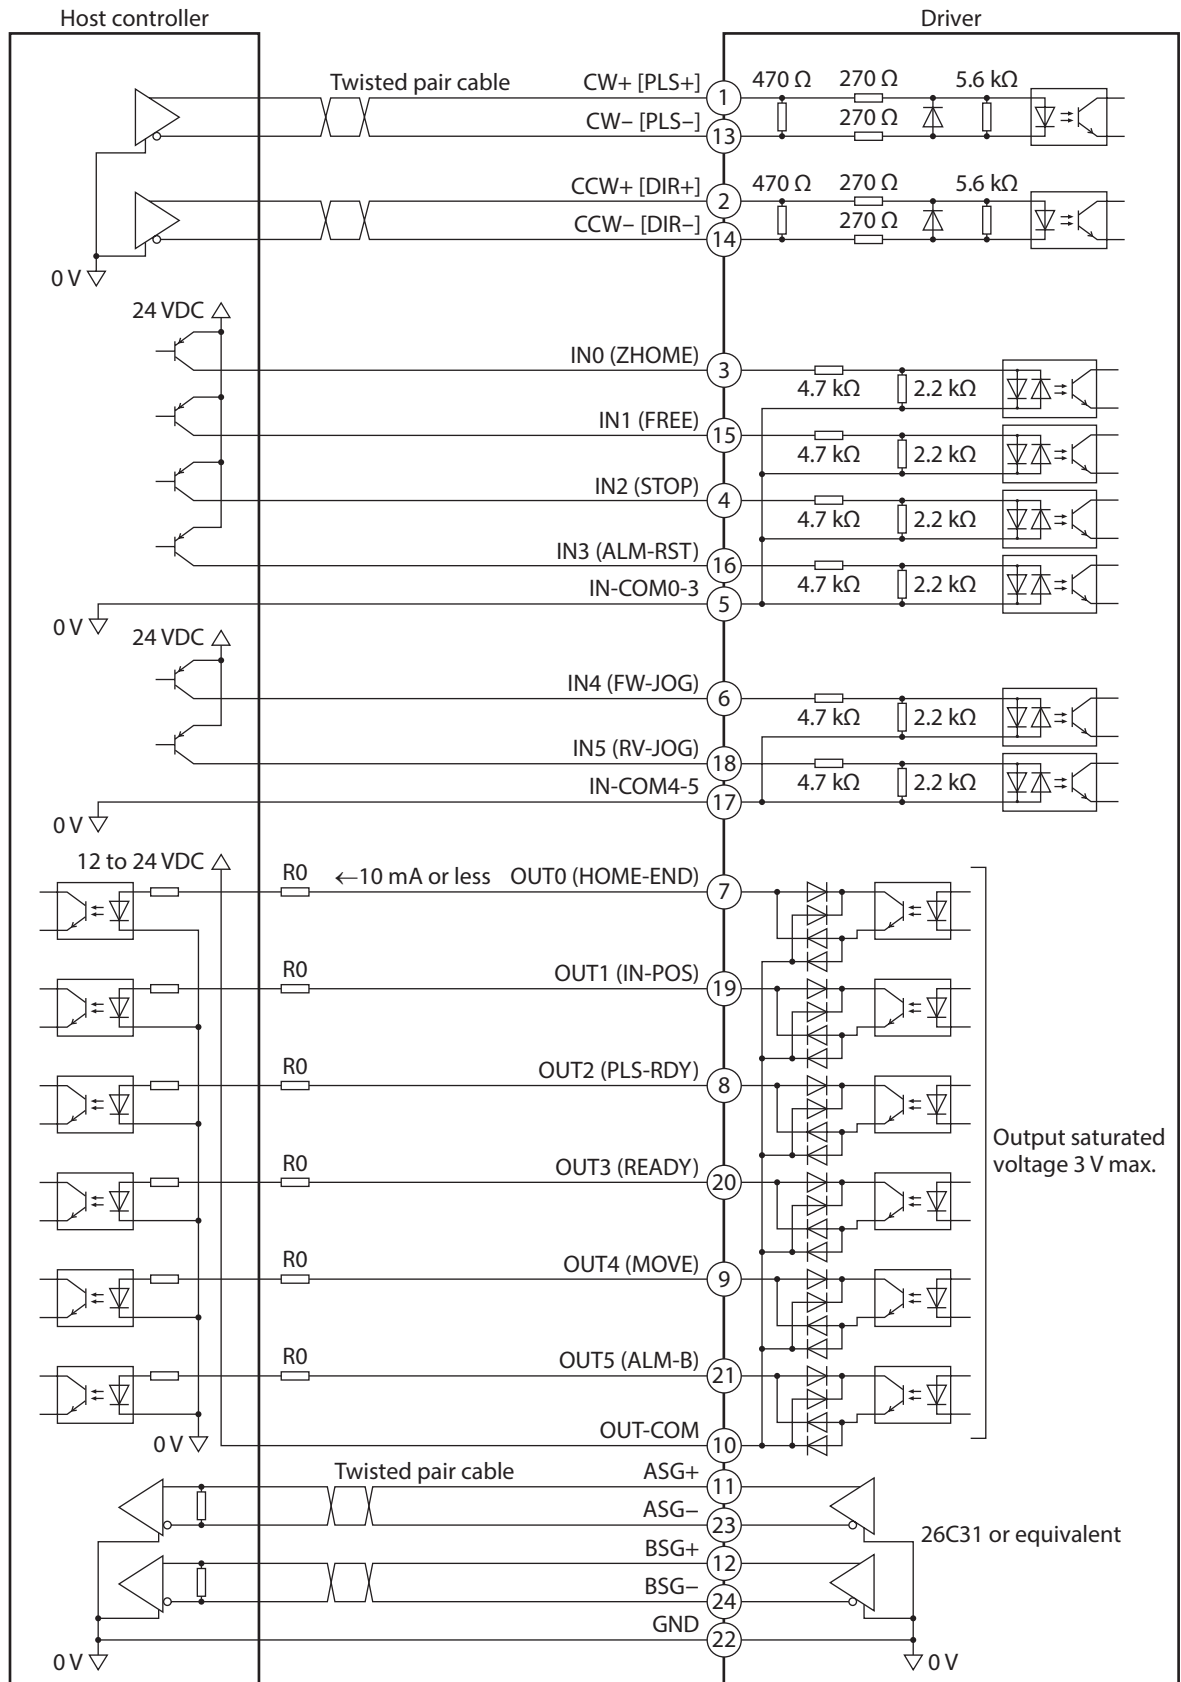 Host controller
Driver
Twisted pair cable
CW+ [PLS+]
1
470 Ω
270 Ω
5.6 kΩ
CW– [PLS–]
13
270 Ω
CCW+ [DIR+]
2
470 Ω
270 Ω
5.6 kΩ
CCW– [DIR–]
14
270 Ω
0 V
24 VDC
IN0 (ZHOME)
3
4.7 kΩ
2.2 kΩ
IN1 (FREE)
15
4.7 kΩ
2.2 kΩ
IN2 (STOP)
4
4.7 kΩ
2.2 kΩ
IN3 (ALM-RST)
16
4.7 kΩ
2.2 kΩ
IN-COM0-3
5
0 V
24 VDC
IN4 (FW-JOG)
6
4.7 kΩ
2.2 kΩ
IN5 (RV-JOG)
18
4.7 kΩ
2.2 kΩ
IN-COM4-5
17
0 V
12 to 24 VDC
R0
←10 mA or less
OUT0 (HOME-END)
7
R0
OUT1 (IN-POS)
19
R0
OUT2 (PLS-RDY)
8
Output saturated
voltage 3 V max.
R0
OUT3 (READY)
20
R0
OUT4 (MOVE)
9
R0
OUT5 (ALM-B)
21
OUT-COM
10
0 V
Twisted pair cable
ASG+
11
ASG–
23
26C31 or equivalent
BSG+
12
BSG–
24
GND
22
0 V
0 V